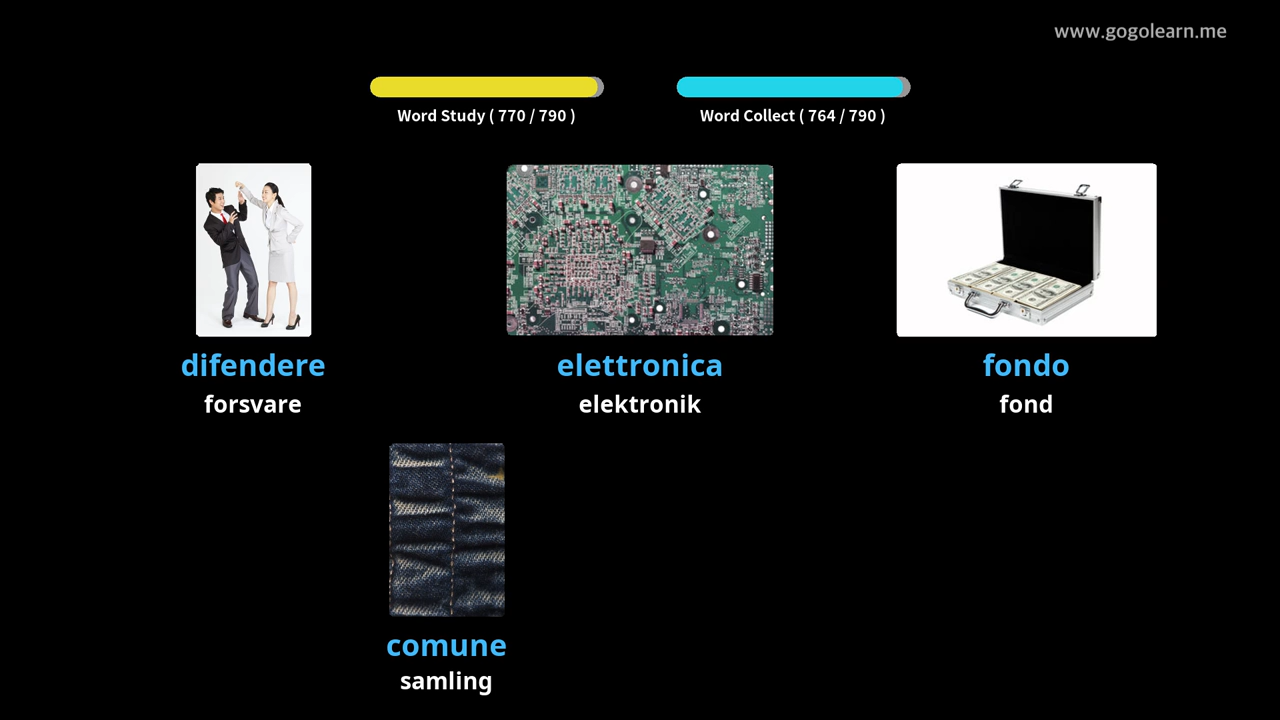 www.gogolearn.me
Word Study ( 770 / 790 )
Word Collect ( 764 / 790 )
difendere
forsvare
elettronica
elektronik
fondo
fond
comune
samling